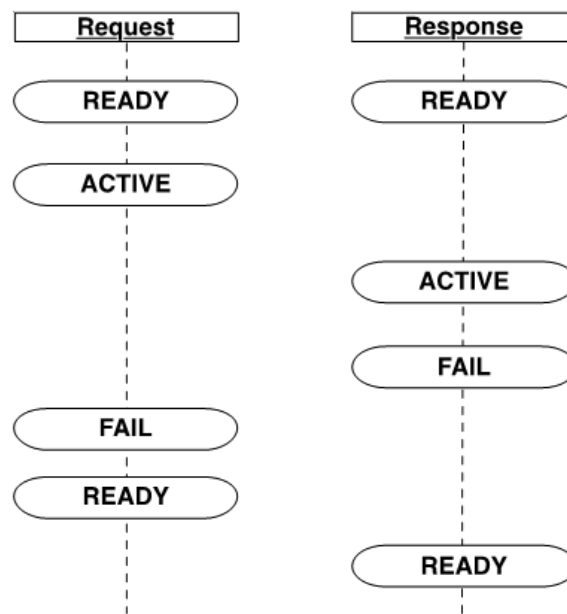 Request
Response
READY
READY
ACTIVE
ACTIVE
FAIL
FAIL
READY
READY